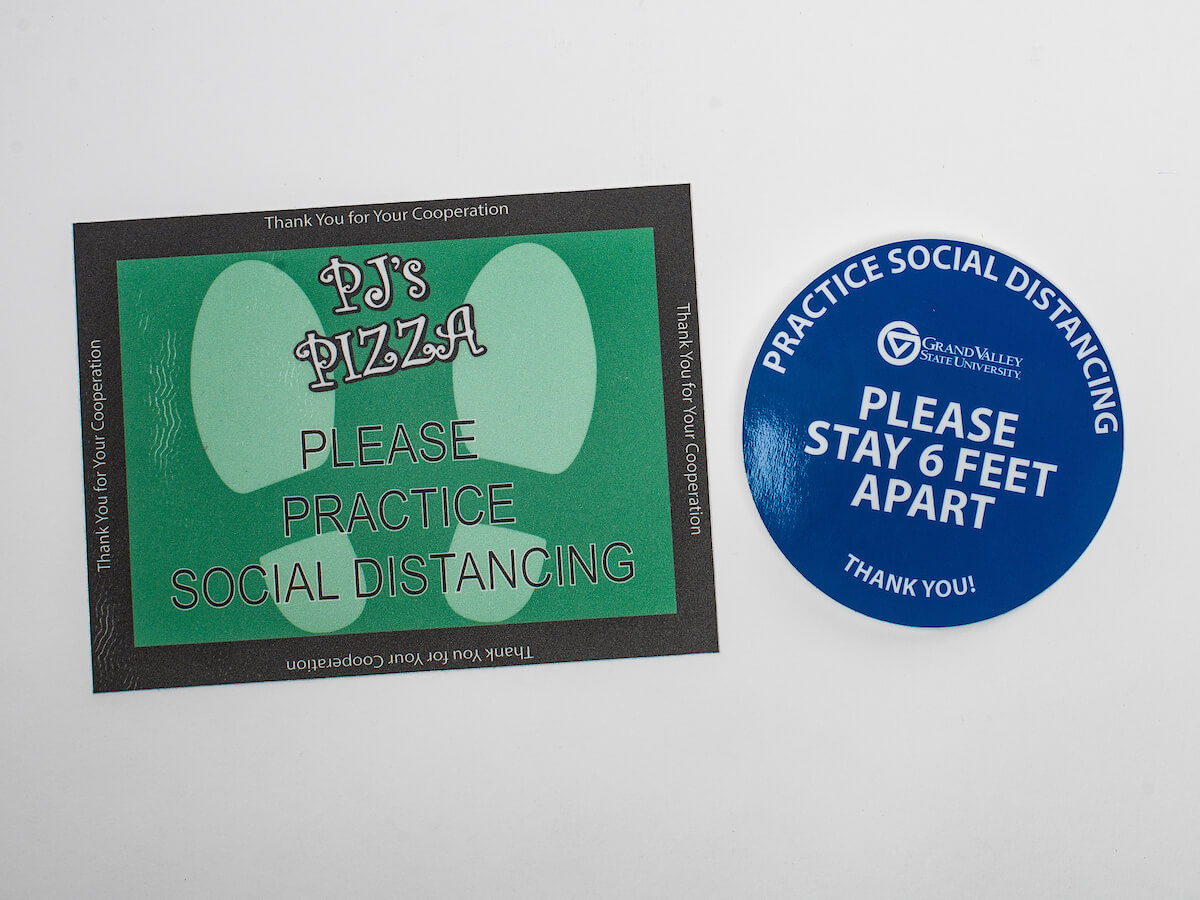 Thank You for Your Cooperation
PJ's
PIZZA
PLEASE
PRACTICE
SOCIAL DISTANCING
Thank You for Your Cooperation
Thank You for Your Cooperation
Thank You for Your Cooperation
PRACTICE SOCIAL DISTANCING
GRAND VALLEY
STATE UNIVERSITY
PLEASE
STAY 6 FEET
APART
THANK YOU!